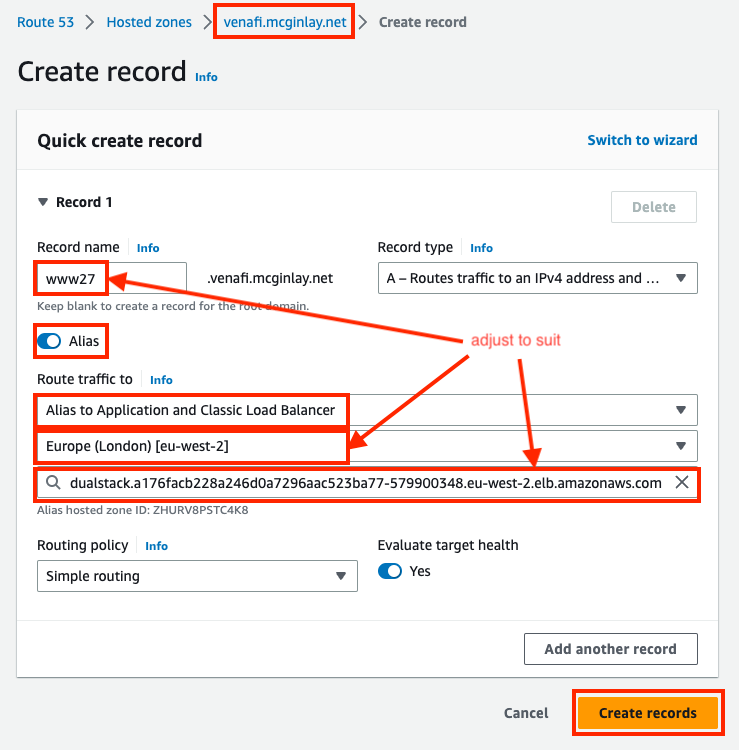 Route 53 > Hosted zones > venafi.mcginlay.net > Create record
Create record Info
Quick create record Switch to wizard
Record 1 Delete
Record name Info Record type Info
www27 .venafi.mcginlay.net A – Routes traffic to an IPv4 address and ...
Keep blank to create a record for the root domain.
Alias adjust to suit
Route traffic to Info
Alias to Application and Classic Load Balancer
Europe (London) [eu-west-2]
dualstack.a176facb228a246d0a7296aac523ba77-579900348.eu-west-2.elb.amazonaws.com
Alias hosted zone ID: ZHURV8PSTC4K8
Routing policy Info Evaluate target health
Simple routing Yes
Add another record
Cancel Create records